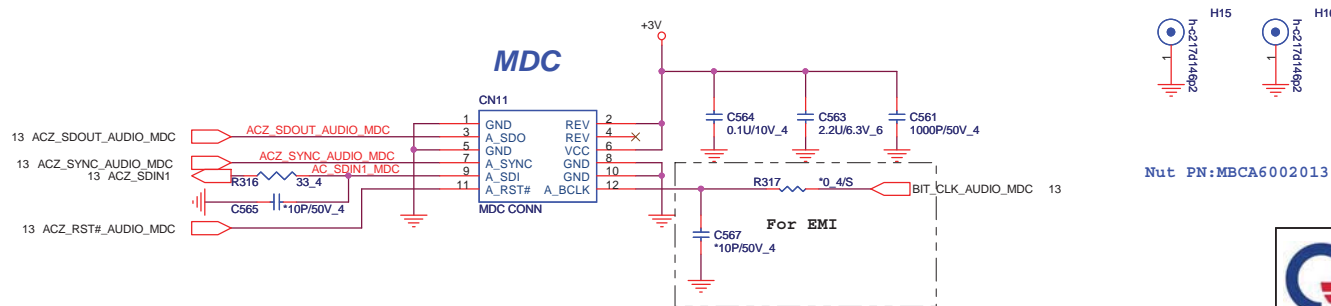 +3V
H15
H1
h-c217d146p2
h-c217d146p2
1
1
MDC
CN11
1 GND REV 2
3 A_SDO REV 4
5 GND VCC 6
7 A_SYNC GND 8
9 A_SDI GND 10
11 A_RST# A_BCLK 12
MDC CONN
C564
0.1U/10V_4
C563
2.2U/6.3V_6
C561
1000P/50V_4
13 ACZ_SDOUT_AUDIO_MDC
ACZ_SDOUT_AUDIO_MDC
13 ACZ_SYNC_AUDIO_MDC
ACZ_SYNC_AUDIO_MDC
13 ACZ_SDIN1
AC_SDIN1_MDC
R316 33_4
C565 *10P/50V_4
13 ACZ_RST#_AUDIO_MDC
R317 *0_4/S
BIT_CLK_AUDIO_MDC 13
For EMI
C567
*10P/50V_4
Nut PN:MBCA6002013